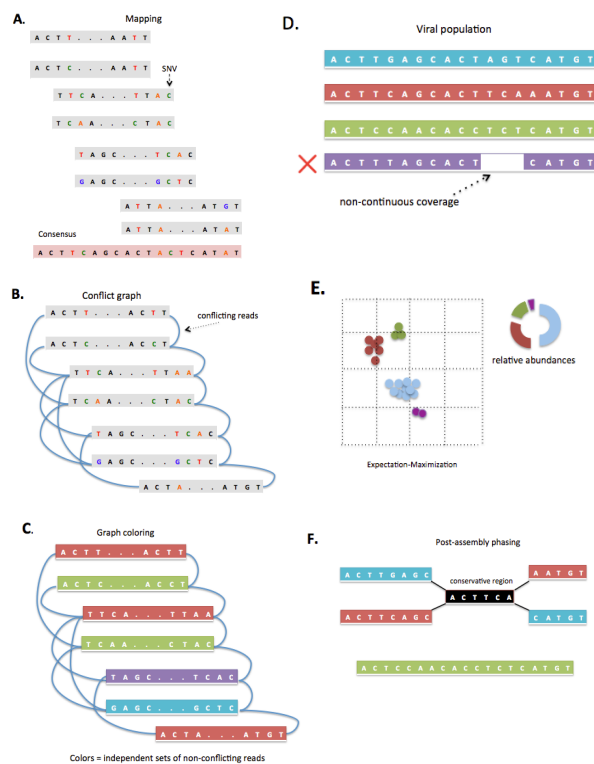 A.
Mapping
A C T T . . . A A T T
A C T C . . . A A T T
SNV
T T C A . . . T T A C
T C A A . . . C T A C
T A G C . . . T C A C
G A G C . . . G C T C
A T T A . . . A T G T
A T T A . . . A T A T
Consensus
A C T T C A G C A C T A C T C A T A T
B.
Conflict graph
A C T T . . . A C T T
conflicting reads
A C T C . . . A C C T
T T C A . . . T T A A
T C A A . . . C T A C
T A G C . . . T C A C
G A G C . . . G C T C
A C T A . . . A T G T
C.
Graph coloring
A C T T . . . A C T T
A C T C . . . A C C T
T T C A . . . T T A A
T C A A . . . C T A C
T A G C . . . T C A C
G A G C . . . G C T C
A C T A . . . A T G T
Colors = independent sets of non-conflicting reads
D.
Viral population
A C T T G A G C A C T A G T C A T G T
A C T T C A G C A C T T C A A A T G T
A C T C C A A C A C C T C T C A T G T
A C T T T A G C A C T C A T G T
non-continuous coverage
E.
relative abundances
Expectation-Maximization
F.
Post-assembly phasing
A C T T G A G C
conservative region
A A T G T
A C T T C A
A C T T C A G C
C A T G T
A C T C C A A C A C C T C T C A T G T